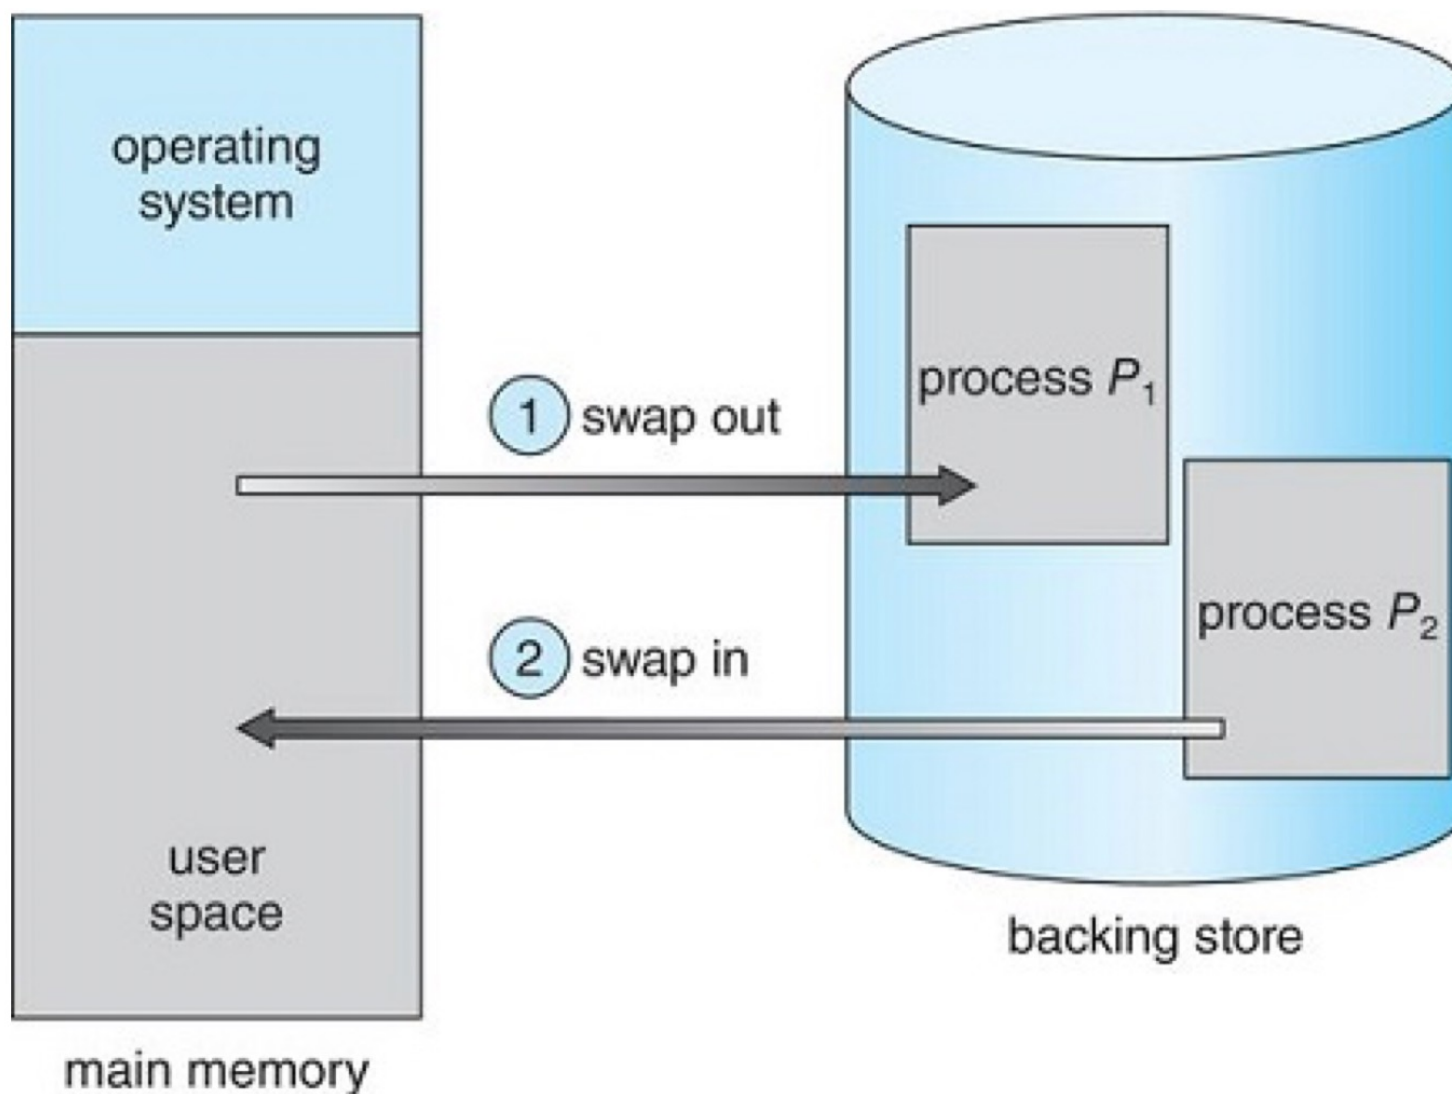 operating
system
process P₁
1 swap out
process P₂
2 swap in
user
space
backing store
main memory